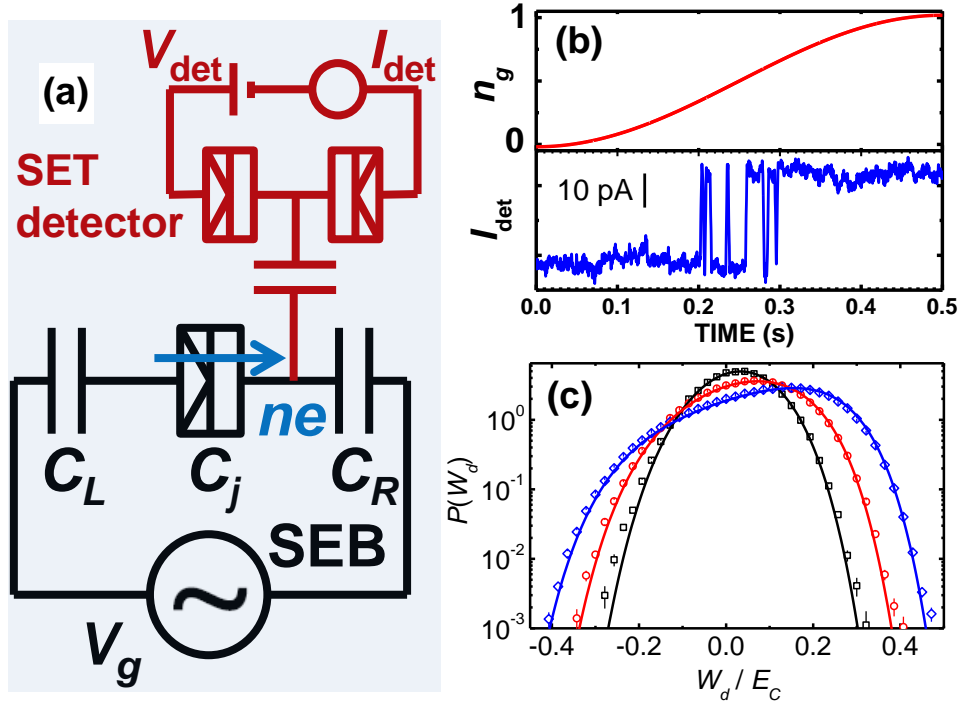 (a)
V_det
I_det
SET
detector
ne
C_L
C_j
C_R
SEB
~
V_g
(b)
n_g
1
0
I_det
10 pA
0.0 0.1 0.2 0.3 0.4 0.5
TIME (s)
(c)
P(W_d)
10^0
10^-1
10^-2
10^-3
-0.4 -0.2 0.0 0.2 0.4
W_d / E_C